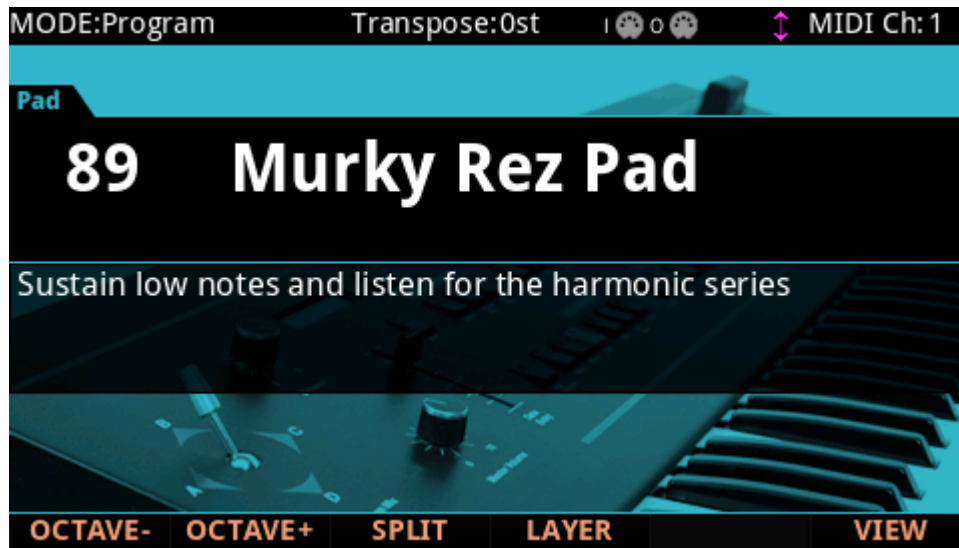 MODE:Program Transpose:0st I O MIDI Ch: 1
Pad
89 Murky Rez Pad
Sustain low notes and listen for the harmonic series
B C
A D
OCTAVE- OCTAVE+ SPLIT LAYER VIEW